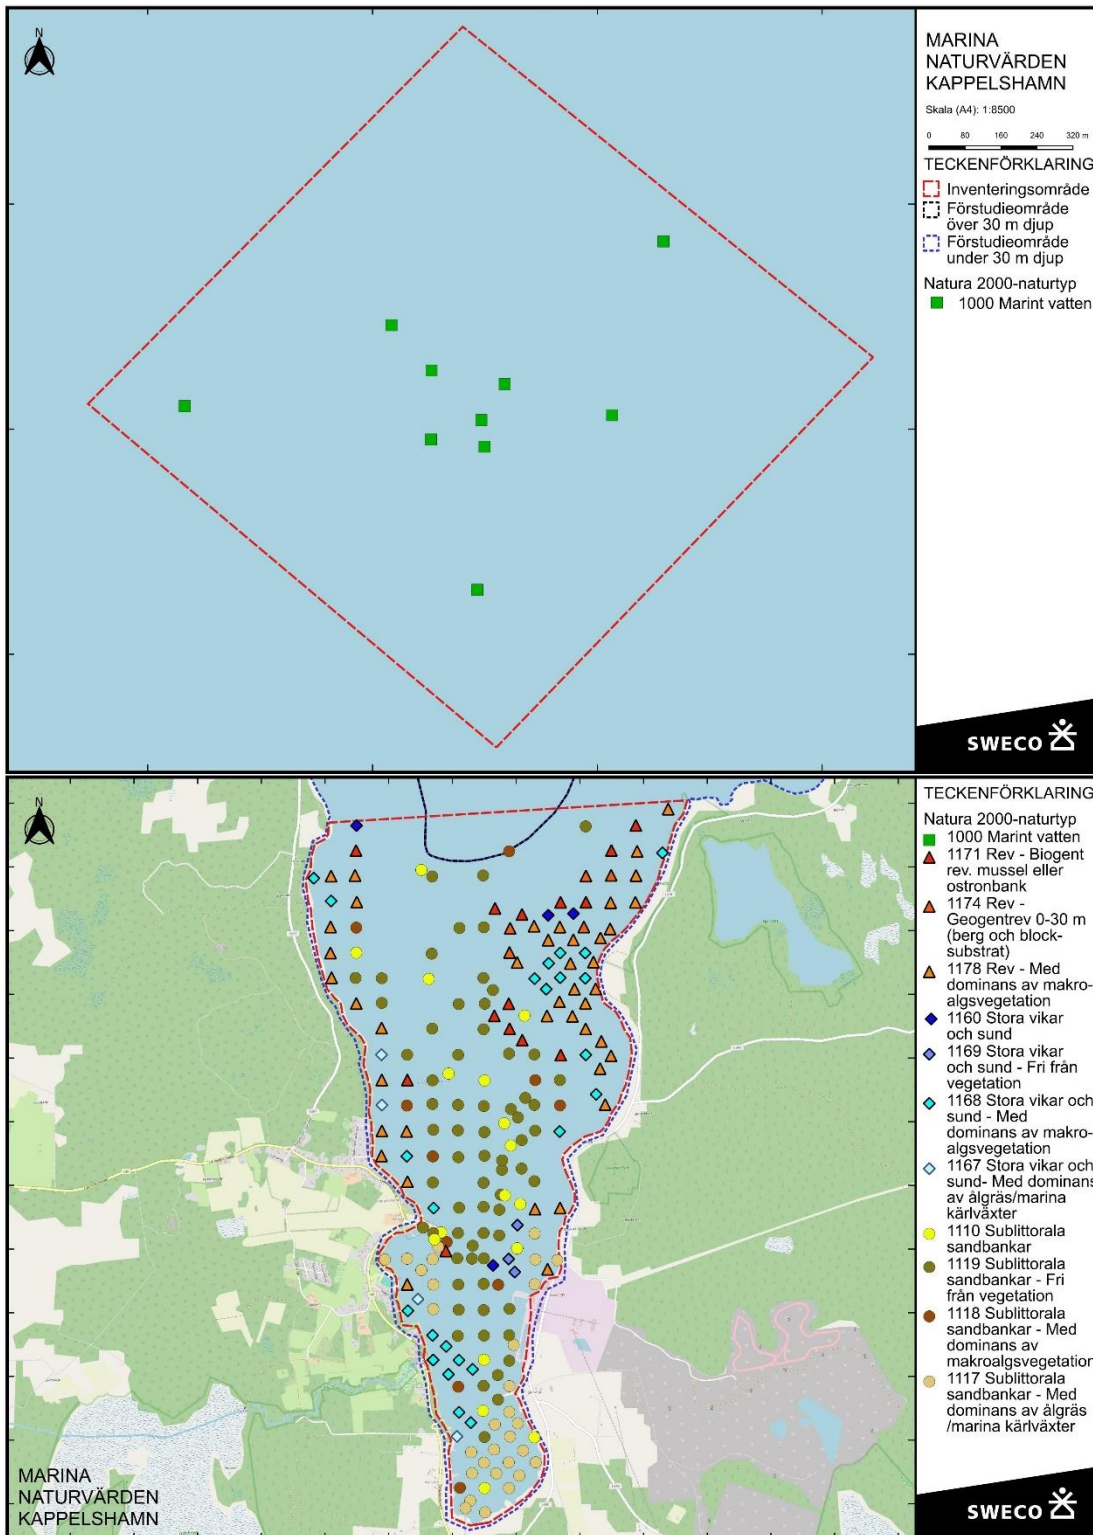 N
MARINA
NATURVÄRDEN
KAPPELSHAMN
Skala (A4): 1:8500
0 80 160 240 320 m
TECKENFÖRKLARING
Inventeringsområde
Förstudieområde
över 30 m djup
Förstudieområde
under 30 m djup
Natura 2000-naturtyp
1000 Marint vatten
SWECO
N
TECKENFÖRKLARING
Natura 2000-naturtyp
1000 Marint vatten
1171 Rev - Biogent
rev. mussel eller
ostronbank
1174 Rev -
Geogentrev 0-30 m
(berg och block-
substrat)
1178 Rev - Med
dominans av makro-
algsvegetation
1160 Stora vikar
och sund
1169 Stora vikar
och sund - Fri från
vegetation
1168 Stora vikar och
sund - Med
dominans av makro-
algsvegetation
1167 Stora vikar och
sund- Med dominans
av ålgräs/marina
kärlväxter
1110 Sublittorala
sandbankar
1119 Sublittorala
sandbankar - Fri
från vegetation
1118 Sublittorala
sandbankar - Med
dominans av
makroalgsvegetation
1117 Sublittorala
sandbankar - Med
dominans av ålgräs
/marina kärlväxter
MARINA
NATURVÄRDEN
KAPPELSHAMN
SWECO